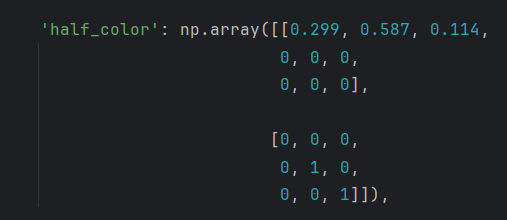 'half_color': np.array([[0.299, 0.587, 0.114,
0, 0, 0,
0, 0, 0],
[0, 0, 0,
0, 1, 0,
0, 0, 1]]),